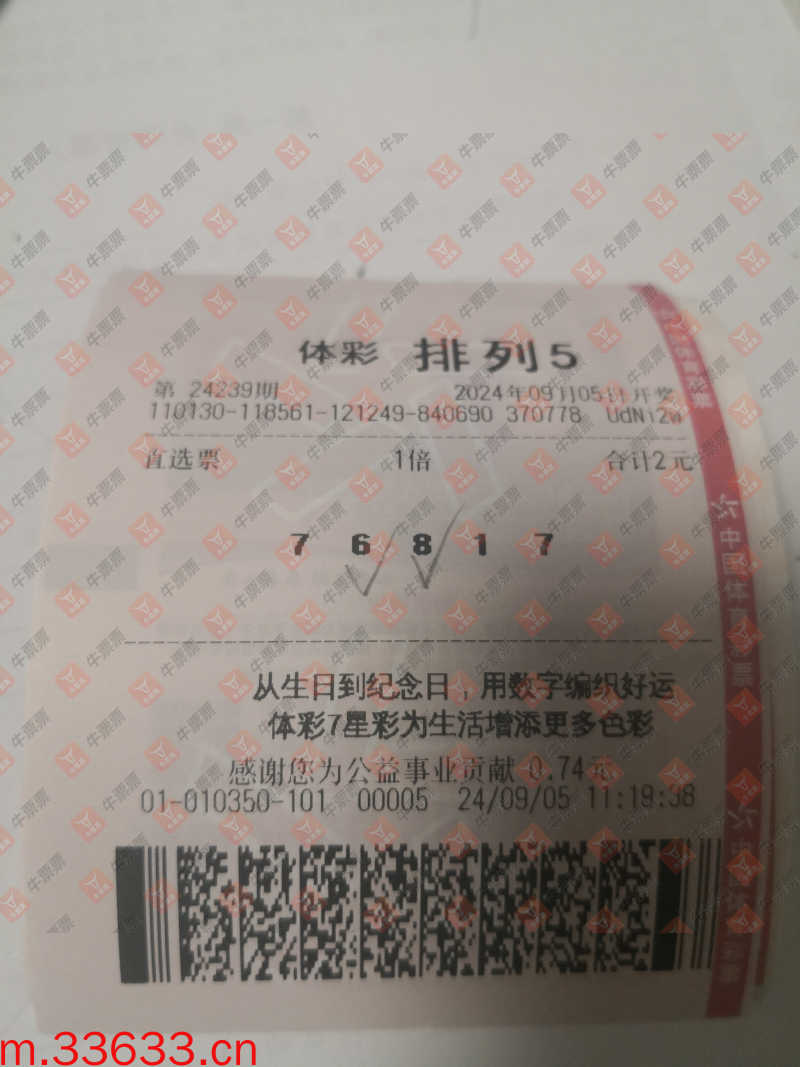 体彩 排列5
第 24239期 2024年09月05日开奖
110130-118561-121249-840690 370778 UdNi2w
直选票 1倍 合计2元
7 6 8 1 7
从生日到纪念日，用数字编织好运
体彩7星彩为生活增添更多色彩
感谢您为公益事业贡献 0.74元
01-010350-101 00005 24/09/05 11:19:38
中国体育彩票
牛票票
m.33633.cn